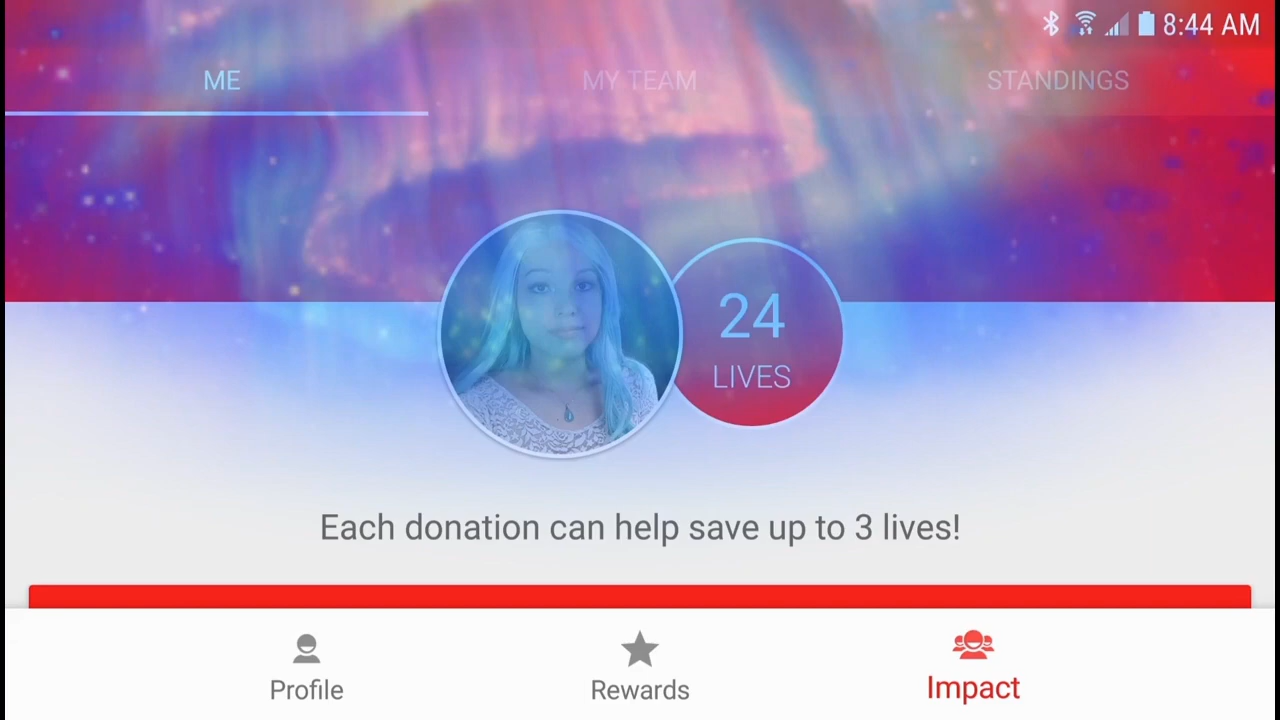 8:44 AM
ME
MY TEAM
STANDINGS
24
LIVES
Each donation can help save up to 3 lives!
Profile
Rewards
Impact